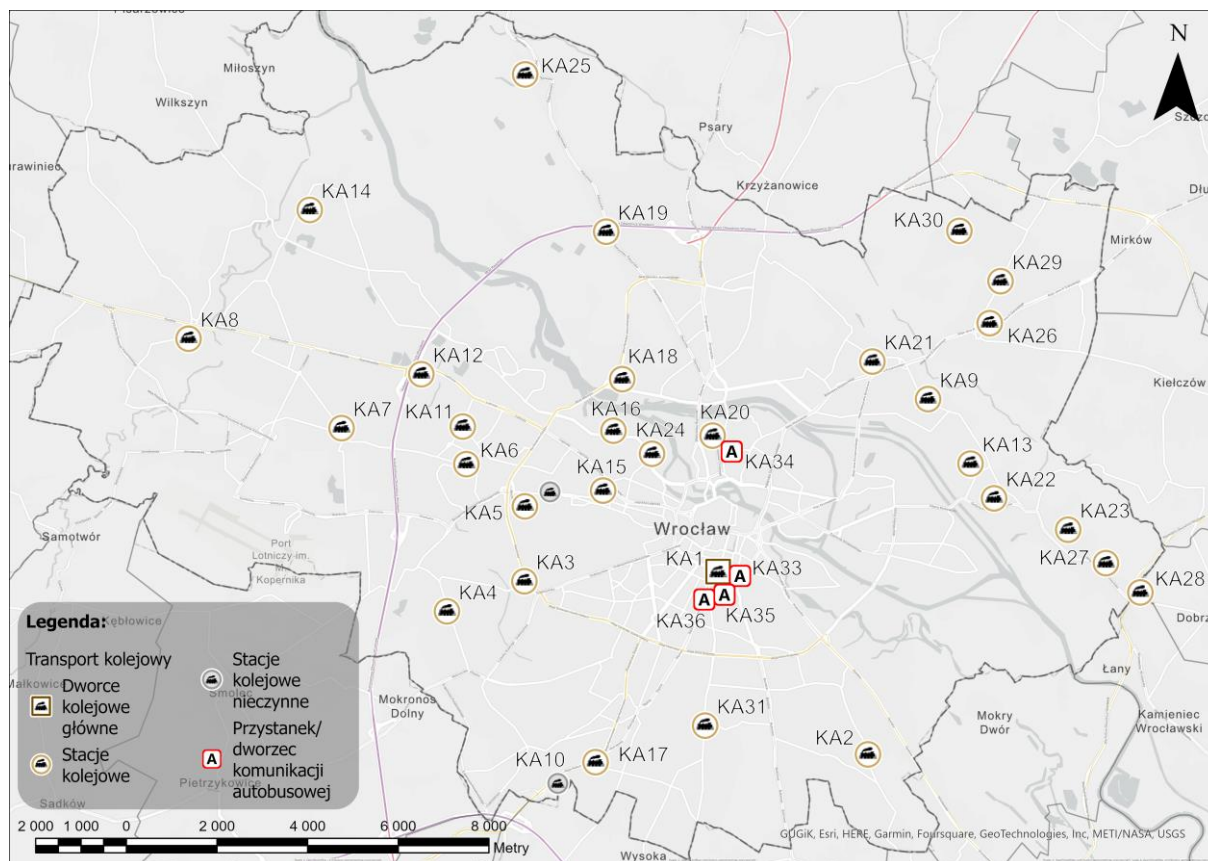 Pisarzowice
KA25
N
Miłoszyn
Wilkszyn
Psary
Krzyżanowice
KA14
KA19
KA30
Mirków
KA29
KA8
KA26
KA12
KA18
KA21
KA9
Kiełczów
KA7
KA11
KA16
KA20
KA24
KA6
KA34
KA13
KA15
KA22
KA5
Wrocław
KA23
Samotwór
Port
Lotniczy im.
M.
Kopernika
KA1
KA33
KA27
KA3
KA28
KA4
KA36
KA35
Dobrz
Łany
Legenda:
Kębłowice
Transport kolejowy
Stacje
kolejowe
nieczynne
Małkowice
Smolec
Dworce
kolejowe
główne
Przystanek/
dworzec
komunikacji
autobusowej
Stacje
kolejowe
Pietrzykowice
Sadków
Mokronos
Dolny
KA31
Mokry
Dwór
Kamieniec
Wrocławski
KA2
KA10
KA17
2 000 1 000 0 2 000 4 000 6 000 8 000
Metry
GUGiK, Esri, HERE, Garmin, Foursquare, GeoTechnologies, Inc, METI/NASA, USGS
Wysoka